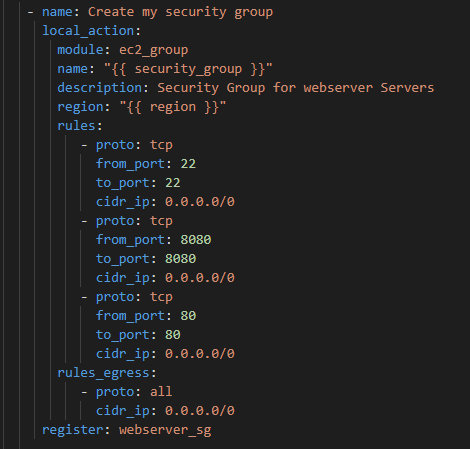 - name: Create my security group
local_action:
module: ec2_group
name: "{{ security_group }}"
description: Security Group for webserver Servers
region: "{{ region }}"
rules:
- proto: tcp
from_port: 22
to_port: 22
cidr_ip: 0.0.0.0/0
- proto: tcp
from_port: 8080
to_port: 8080
cidr_ip: 0.0.0.0/0
- proto: tcp
from_port: 80
to_port: 80
cidr_ip: 0.0.0.0/0
rules_egress:
- proto: all
cidr_ip: 0.0.0.0/0
register: webserver_sg